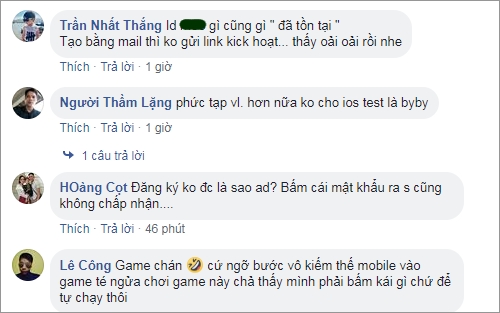 Trần Nhất Thắng Id gì cũng gì " đã tồn tại "
Tạo bằng mail thì ko gửi link kick hoạt... thấy oải oải rồi nhe
Thích · Trả lời · 1 giờ
Người Thầm Lặng phức tạp vl. hơn nữa ko cho ios test là byby
Thích · Trả lời · 1 giờ
1 câu trả lời
HOàng Cọt Đăng ký ko đc là sao ad? Bấm cái mật khẩu ra s cũng
không chấp nhận....
Thích · Trả lời · 46 phút
Lê Công Game chán 🤣 cứ ngỡ bước vô kiếm thế mobile vào
game té ngửa chơi game này chả thấy mình phải bấm kái gì chứ để
tự chạy thôi